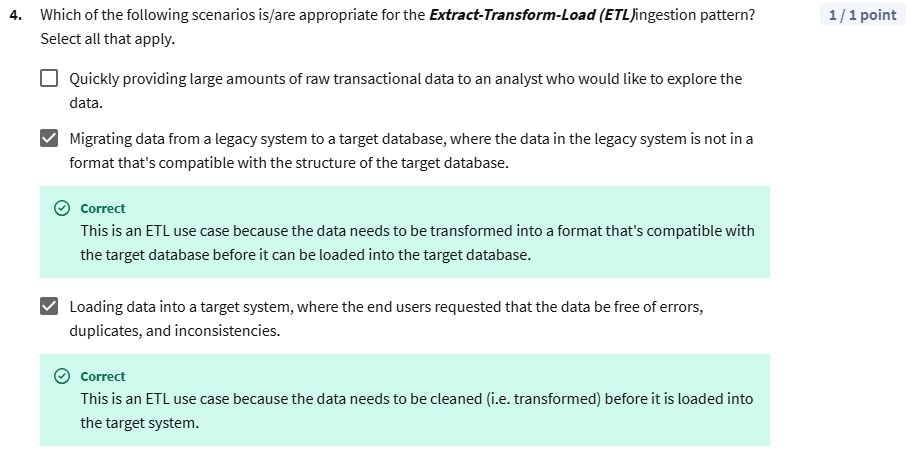 4. Which of the following scenarios is/are appropriate for the Extract-Transform-Load (ETL)ingestion pattern? 1 / 1 point
Select all that apply.
Quickly providing large amounts of raw transactional data to an analyst who would like to explore the
data.
Migrating data from a legacy system to a target database, where the data in the legacy system is not in a
format that's compatible with the structure of the target database.
Correct
This is an ETL use case because the data needs to be transformed into a format that's compatible with
the target database before it can be loaded into the target database.
Loading data into a target system, where the end users requested that the data be free of errors,
duplicates, and inconsistencies.
Correct
This is an ETL use case because the data needs to be cleaned (i.e. transformed) before it is loaded into
the target system.